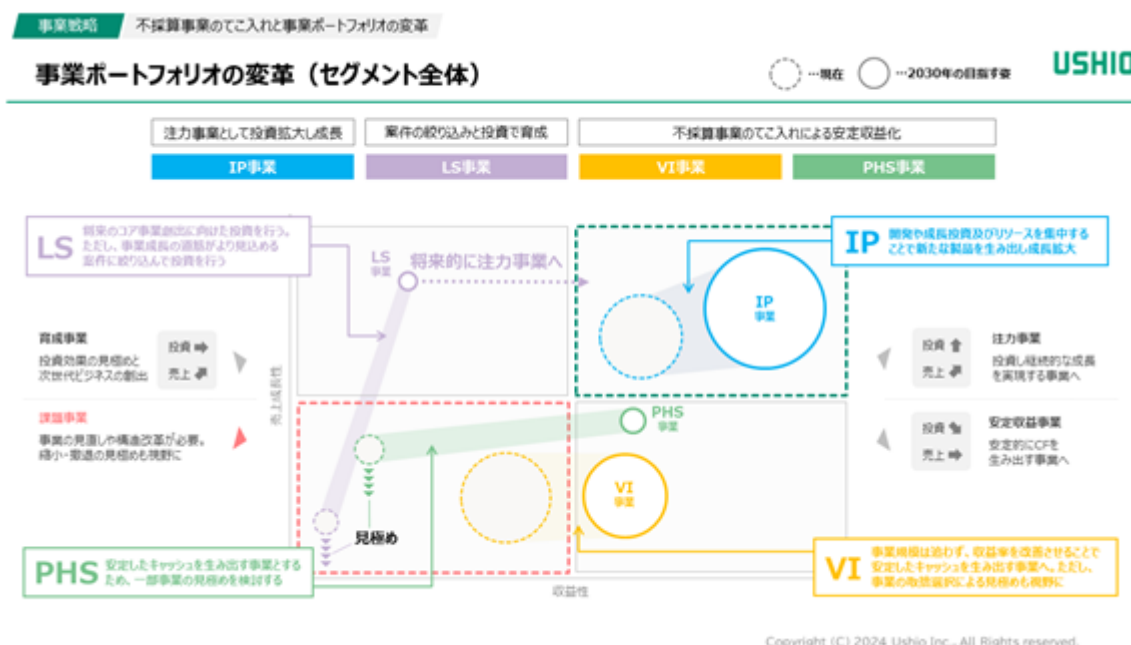 事業戦略
不採算事業のてこ入れと事業ポートフォリオの変革
事業ポートフォリオの変革（セグメント全体）
…現在
…2030年の目指す姿
USHIO
注力事業として投資拡大し成長
案件の絞り込みと投資で育成
不採算事業のてこ入れによる安定収益化
IP事業
LS事業
VI事業
PHS事業
LS
将来のコア事業創出に向けた投資を行う。
ただし、事業成長の道筋がより見込める
案件に絞り込んで投資を行う
IP
開発や成長投資及びリソースを集中する
ことで新たな製品を生み出し成長拡大
LS
事業
将来的に注力事業へ
IP
事業
育成事業
投資効果の見極めと
次世代ビジネスの創出
投資
売上
課題事業
事業の見直しや構造改革が必要。
縮小・撤退の見極めも視野に
売上成長性
投資
売上
注力事業
投資し継続的な成長
を実現する事業へ
投資
売上
安定収益事業
安定的にCFを
生み出す事業へ
PHS
事業
VI
事業
見極め
PHS
安定したキャッシュを生み出す事業とする
ため、一部事業の見極めを検討する
VI
事業規模は追わず、収益率を改善させることで
安定したキャッシュを生み出す事業へ。ただし、
事業の取捨選択による見極めも視野に
収益性
Copyright (C) 2024 Ushio Inc., All Rights reserved.